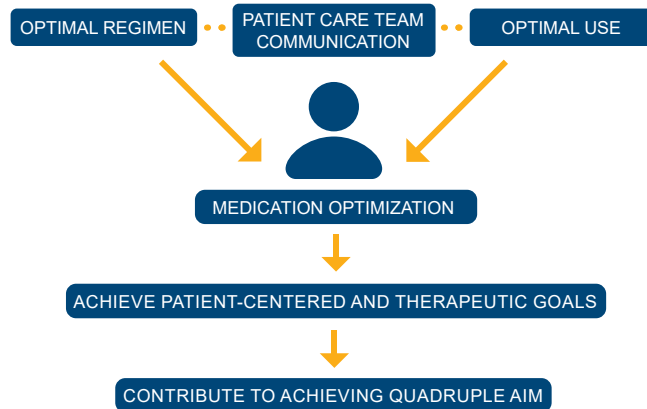 OPTIMAL REGIMEN
PATIENT CARE TEAM
COMMUNICATION
OPTIMAL USE
MEDICATION OPTIMIZATION
ACHIEVE PATIENT-CENTERED AND THERAPEUTIC GOALS
CONTRIBUTE TO ACHIEVING QUADRUPLE AIM